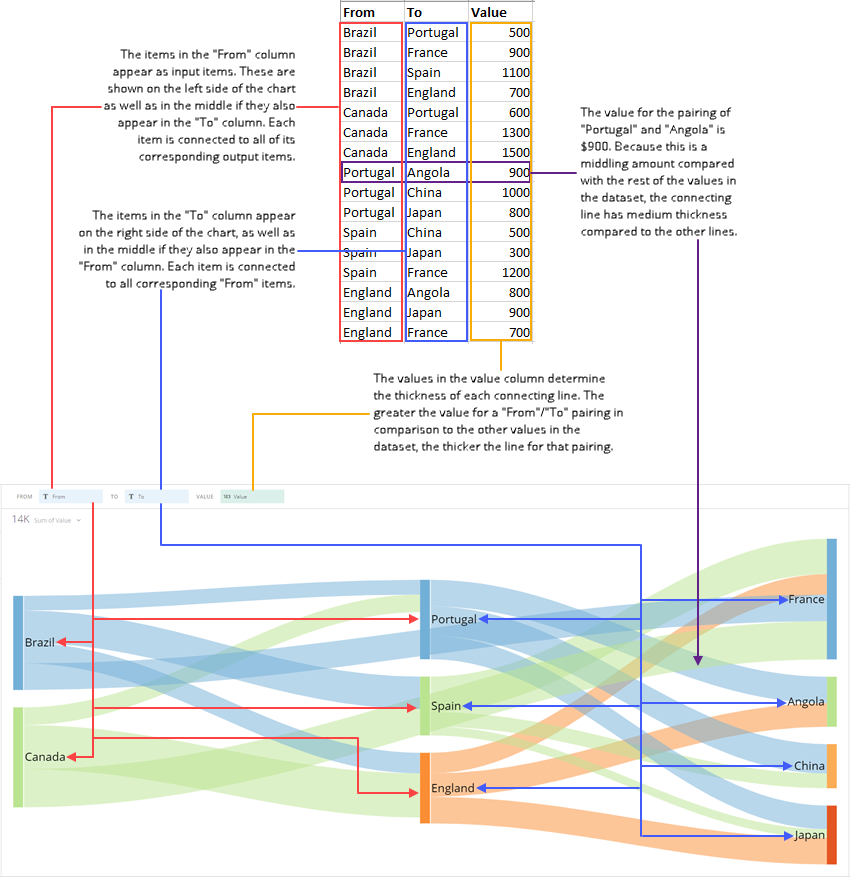 From To Value
Brazil Portugal 500
Brazil France 900
Brazil Spain 1100
Brazil England 700
Canada Portugal 600
Canada France 1300
Canada England 1500
Portugal Angola 900
Portugal China 1000
Portugal Japan 800
Spain China 500
Spain Japan 300
Spain France 1200
England Angola 800
England Japan 900
England France 700
The items in the "From" column
appear as input items. These are
shown on the left side of the chart
as well as in the middle if they also
appear in the "To" column. Each
item is connected to all of its
corresponding output items.
The value for the pairing of
"Portugal" and "Angola" is
$900. Because this is a
middling amount compared
with the rest of the values in
the dataset, the connecting
line has medium thickness
compared to the other lines.
The items in the "To" column appear
on the right side of the chart, as well as
in the middle if they also appear in the
"From" column. Each item is connected
to all corresponding "From" items.
The values in the value column determine
the thickness of each connecting line. The
greater the value for a "From"/"To" pairing in
comparison to the other values in the
dataset, the thicker the line for that pairing.
FROM T From TO T To VALUE 123 Value
14K Sum of Value
Brazil
Canada
Portugal
Spain
England
France
Angola
China
Japan